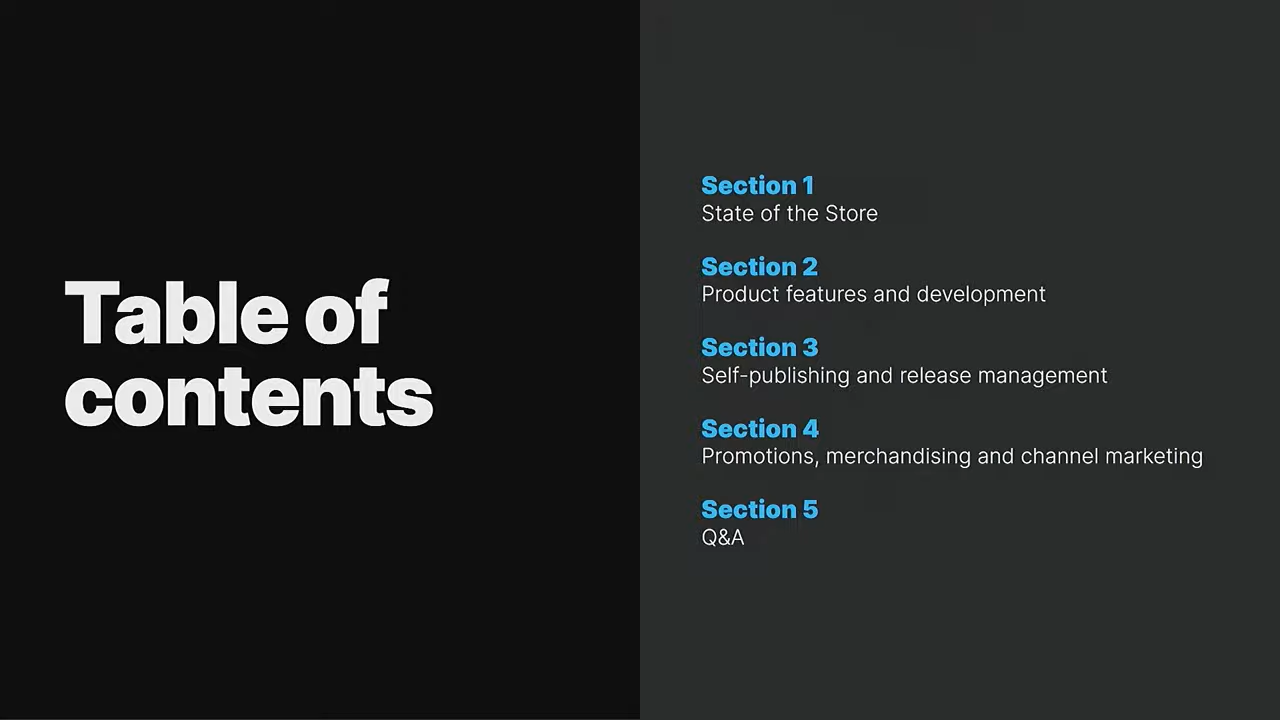 Table of
contents
Section 1
State of the Store
Section 2
Product features and development
Section 3
Self-publishing and release management
Section 4
Promotions, merchandising and channel marketing
Section 5
Q&A